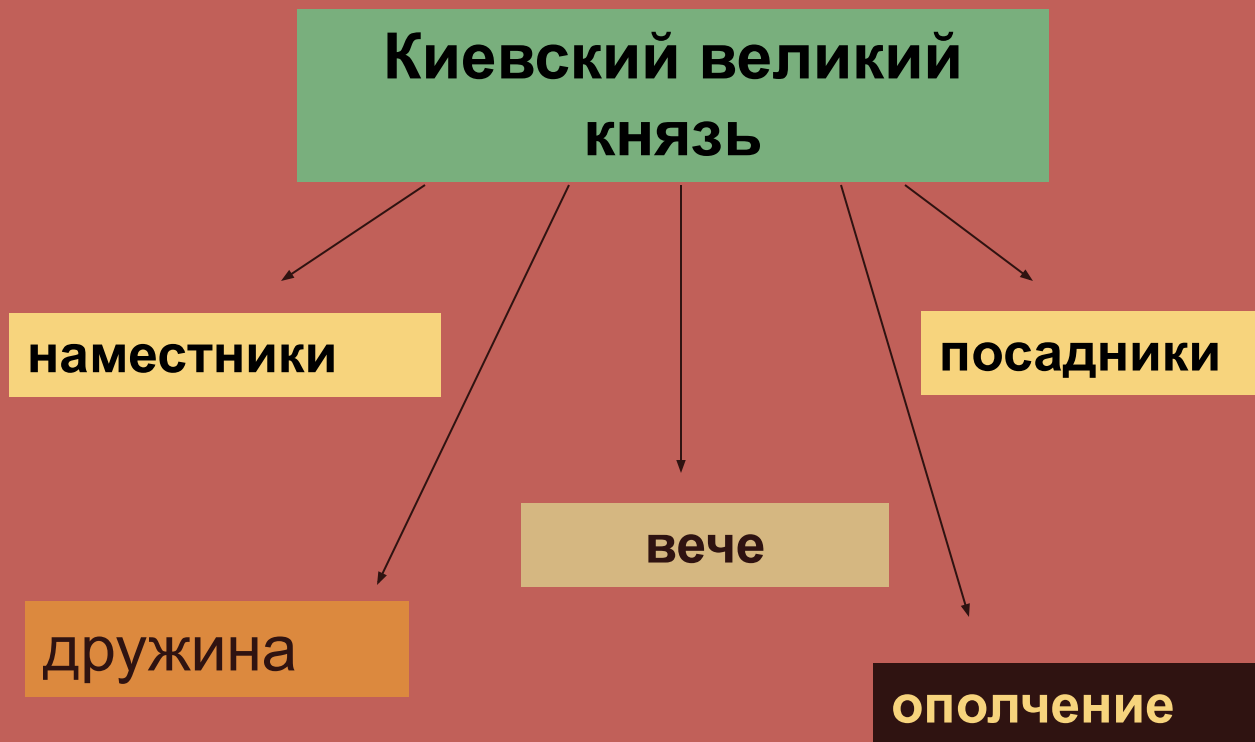 Киевский великий
князь
наместники
посадники
вече
дружина
ополчение